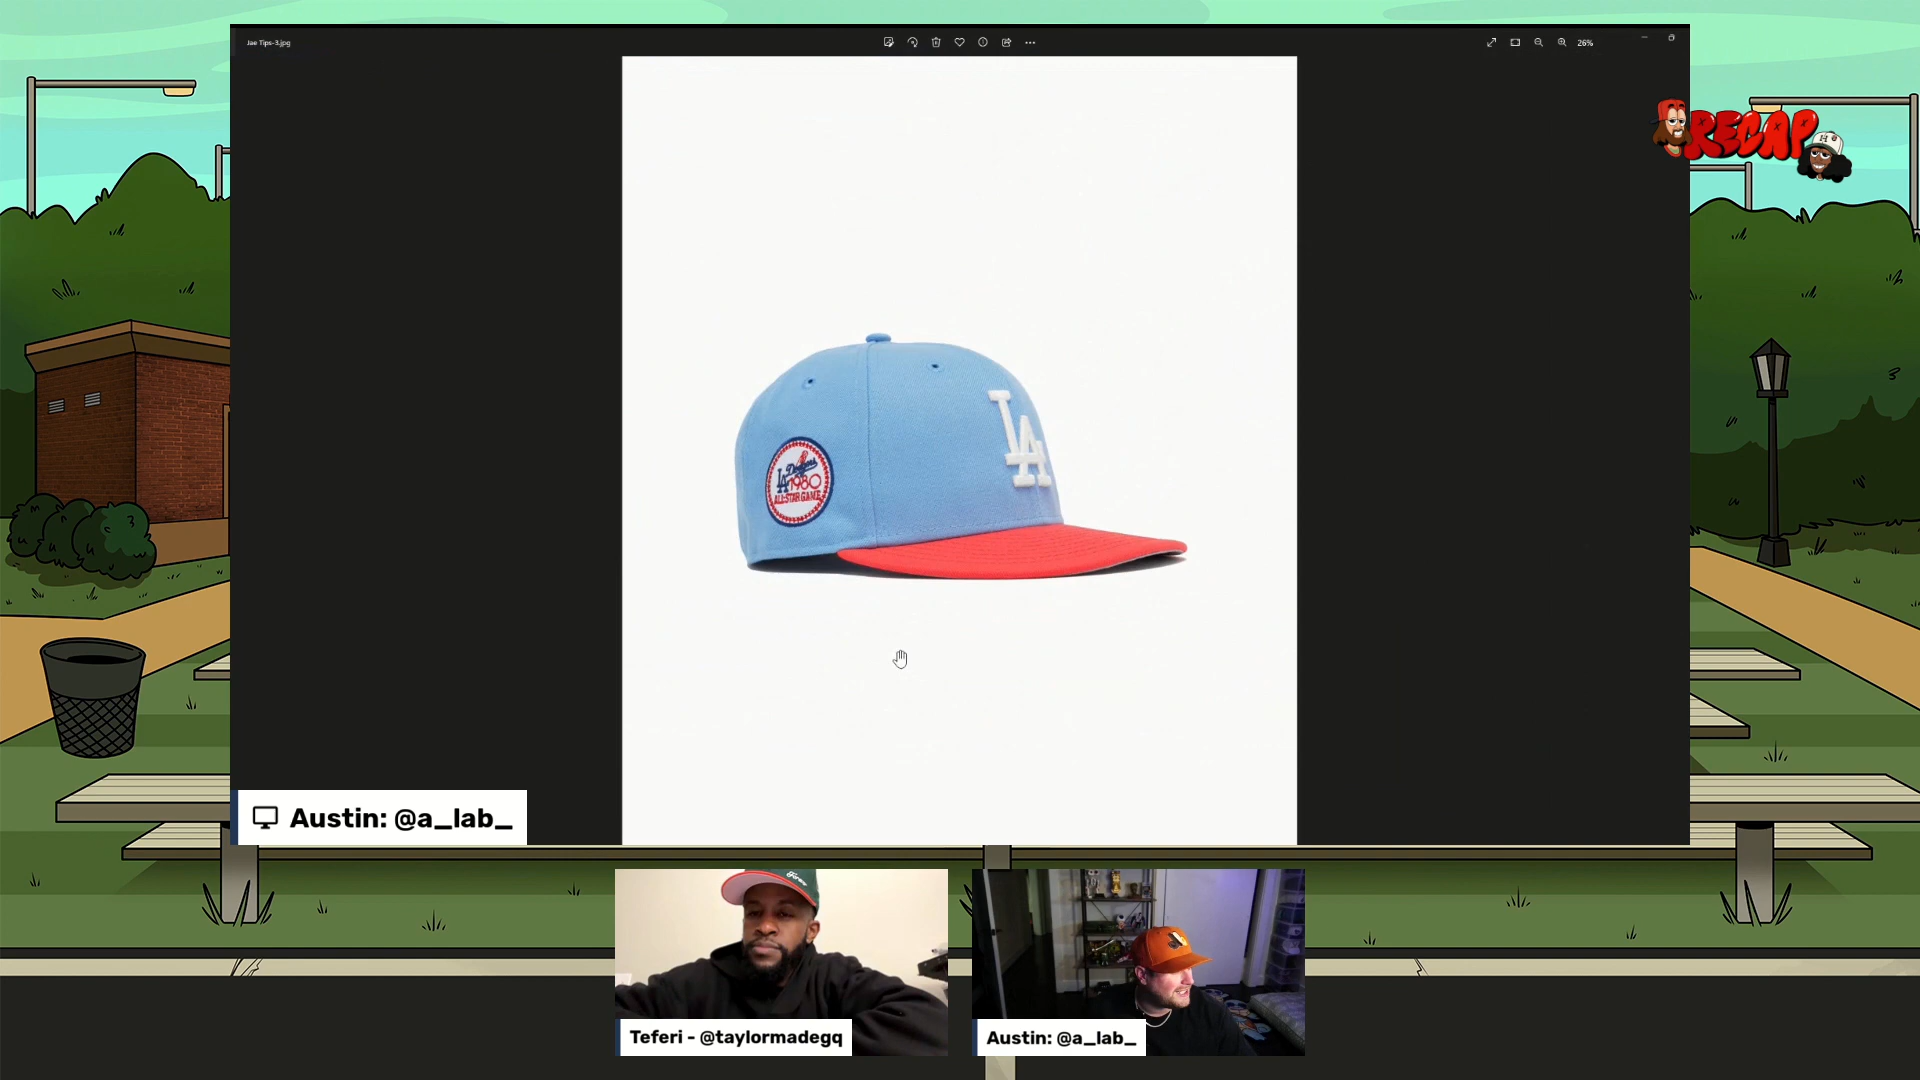 Jae Tips-3.jpg
26%
RECAP
LA
Dodgers
LA 1980
ALL-STAR GAME
Austin: @a_lab_
Teferi - @taylormadegq
Austin: @a_lab_